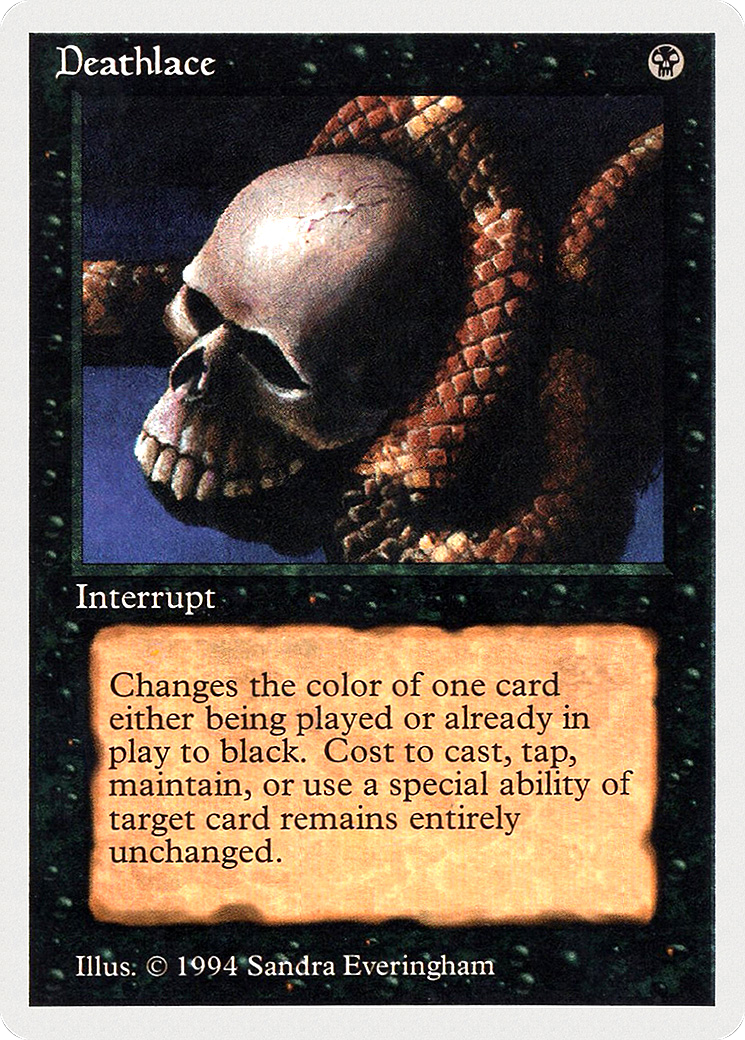 Deathlace
Interrupt
Changes the color of one card
either being played or already in
play to black. Cost to cast, tap,
maintain, or use a special ability of
target card remains entirely
unchanged.
Illus. © 1994 Sandra Everingham